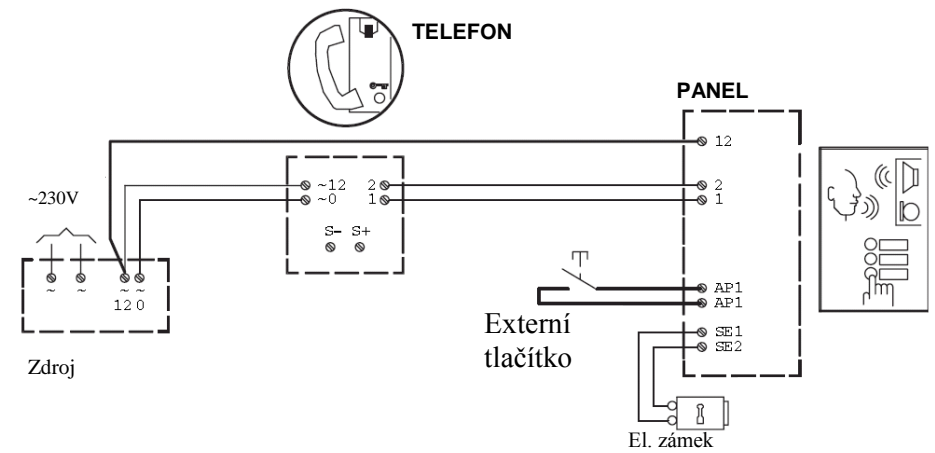 TELEFON
PANEL
12
~12 2 2
~0 1 1
~230V
S- S+
~ ~ ~ ~
12 0
AP1
AP1
Externí
tlačítko
SE1
SE2
Zdroj
El. zámek